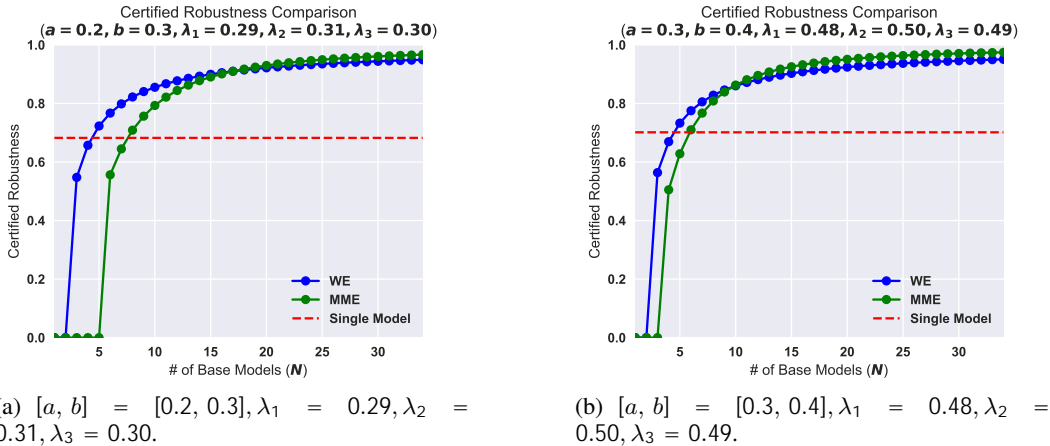 Certified Robustness Comparison
(a = 0.2, b = 0.3, λ1 = 0.29, λ2 = 0.31, λ3 = 0.30)
1.0
0.8
0.6
0.4
0.2
0.0
Certified Robustness
WE
MME
Single Model
5 10 15 20 25 30
# of Base Models (N)
(a) [a, b] = [0.2, 0.3], λ1 = 0.29, λ2 =
0.31, λ3 = 0.30.
Certified Robustness Comparison
(a = 0.3, b = 0.4, λ1 = 0.48, λ2 = 0.50, λ3 = 0.49)
1.0
0.8
0.6
0.4
0.2
0.0
Certified Robustness
WE
MME
Single Model
5 10 15 20 25 30
# of Base Models (N)
(b) [a, b] = [0.3, 0.4], λ1 = 0.48, λ2 =
0.50, λ3 = 0.49.